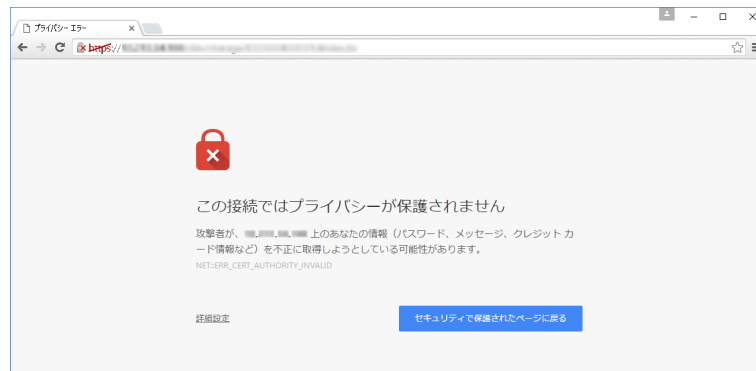 プライバシー エラー
https://
この接続ではプライバシーが保護されません
攻撃者が、 上のあなたの情報（パスワード、メッセージ、クレジット カ
ード情報など）を不正に取得しようとしている可能性があります。
NET::ERR_CERT_AUTHORITY_INVALID
詳細設定
セキュリティで保護されたページに戻る